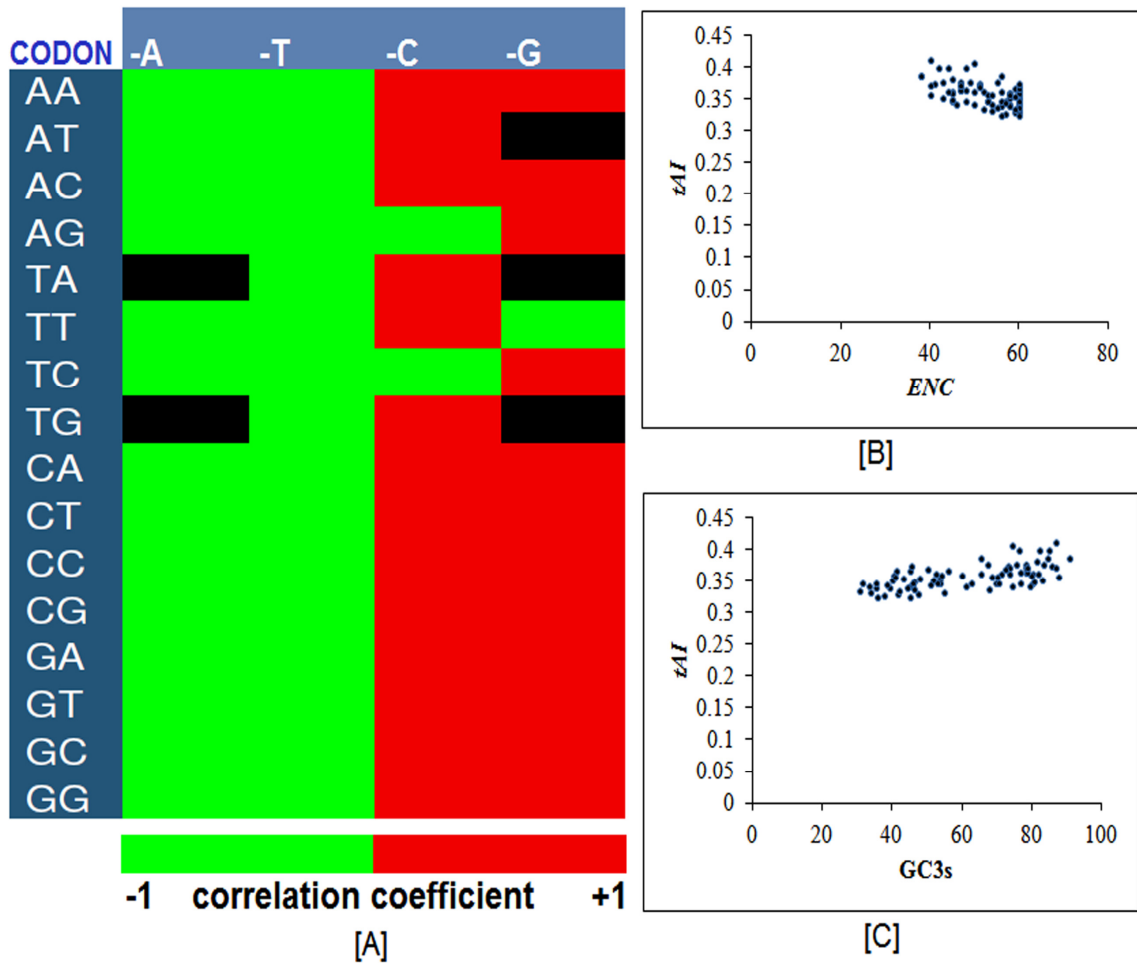 CODON -A -T -C -G
AA
AT
AC
AG
TA
TT
TC
TG
CA
CT
CC
CG
GA
GT
GC
GG
-1 correlation coefficient +1
[A]
0.45
0.4
0.35
0.3
0.25
0.2
0.15
0.1
0.05
0
tAI
0 20 40 60 80
ENC
[B]
0.45
0.4
0.35
0.3
0.25
0.2
0.15
0.1
0.05
0
tAI
0 20 40 60 80 100
GC3s
[C]